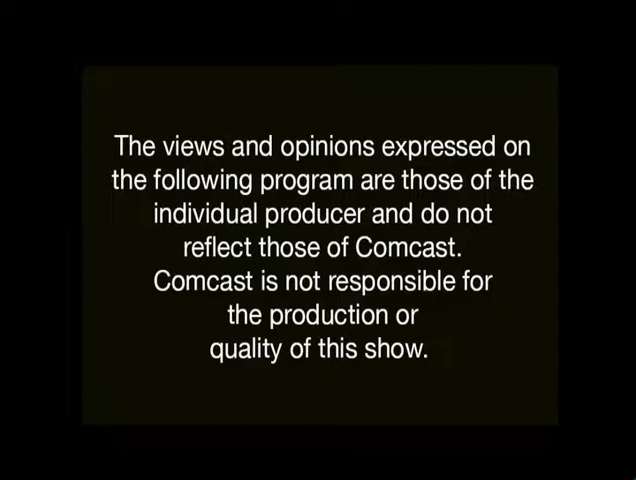 The views and opinions expressed on
the following program are those of the
individual producer and do not
reflect those of Comcast.
Comcast is not responsible for
the production or
quality of this show.